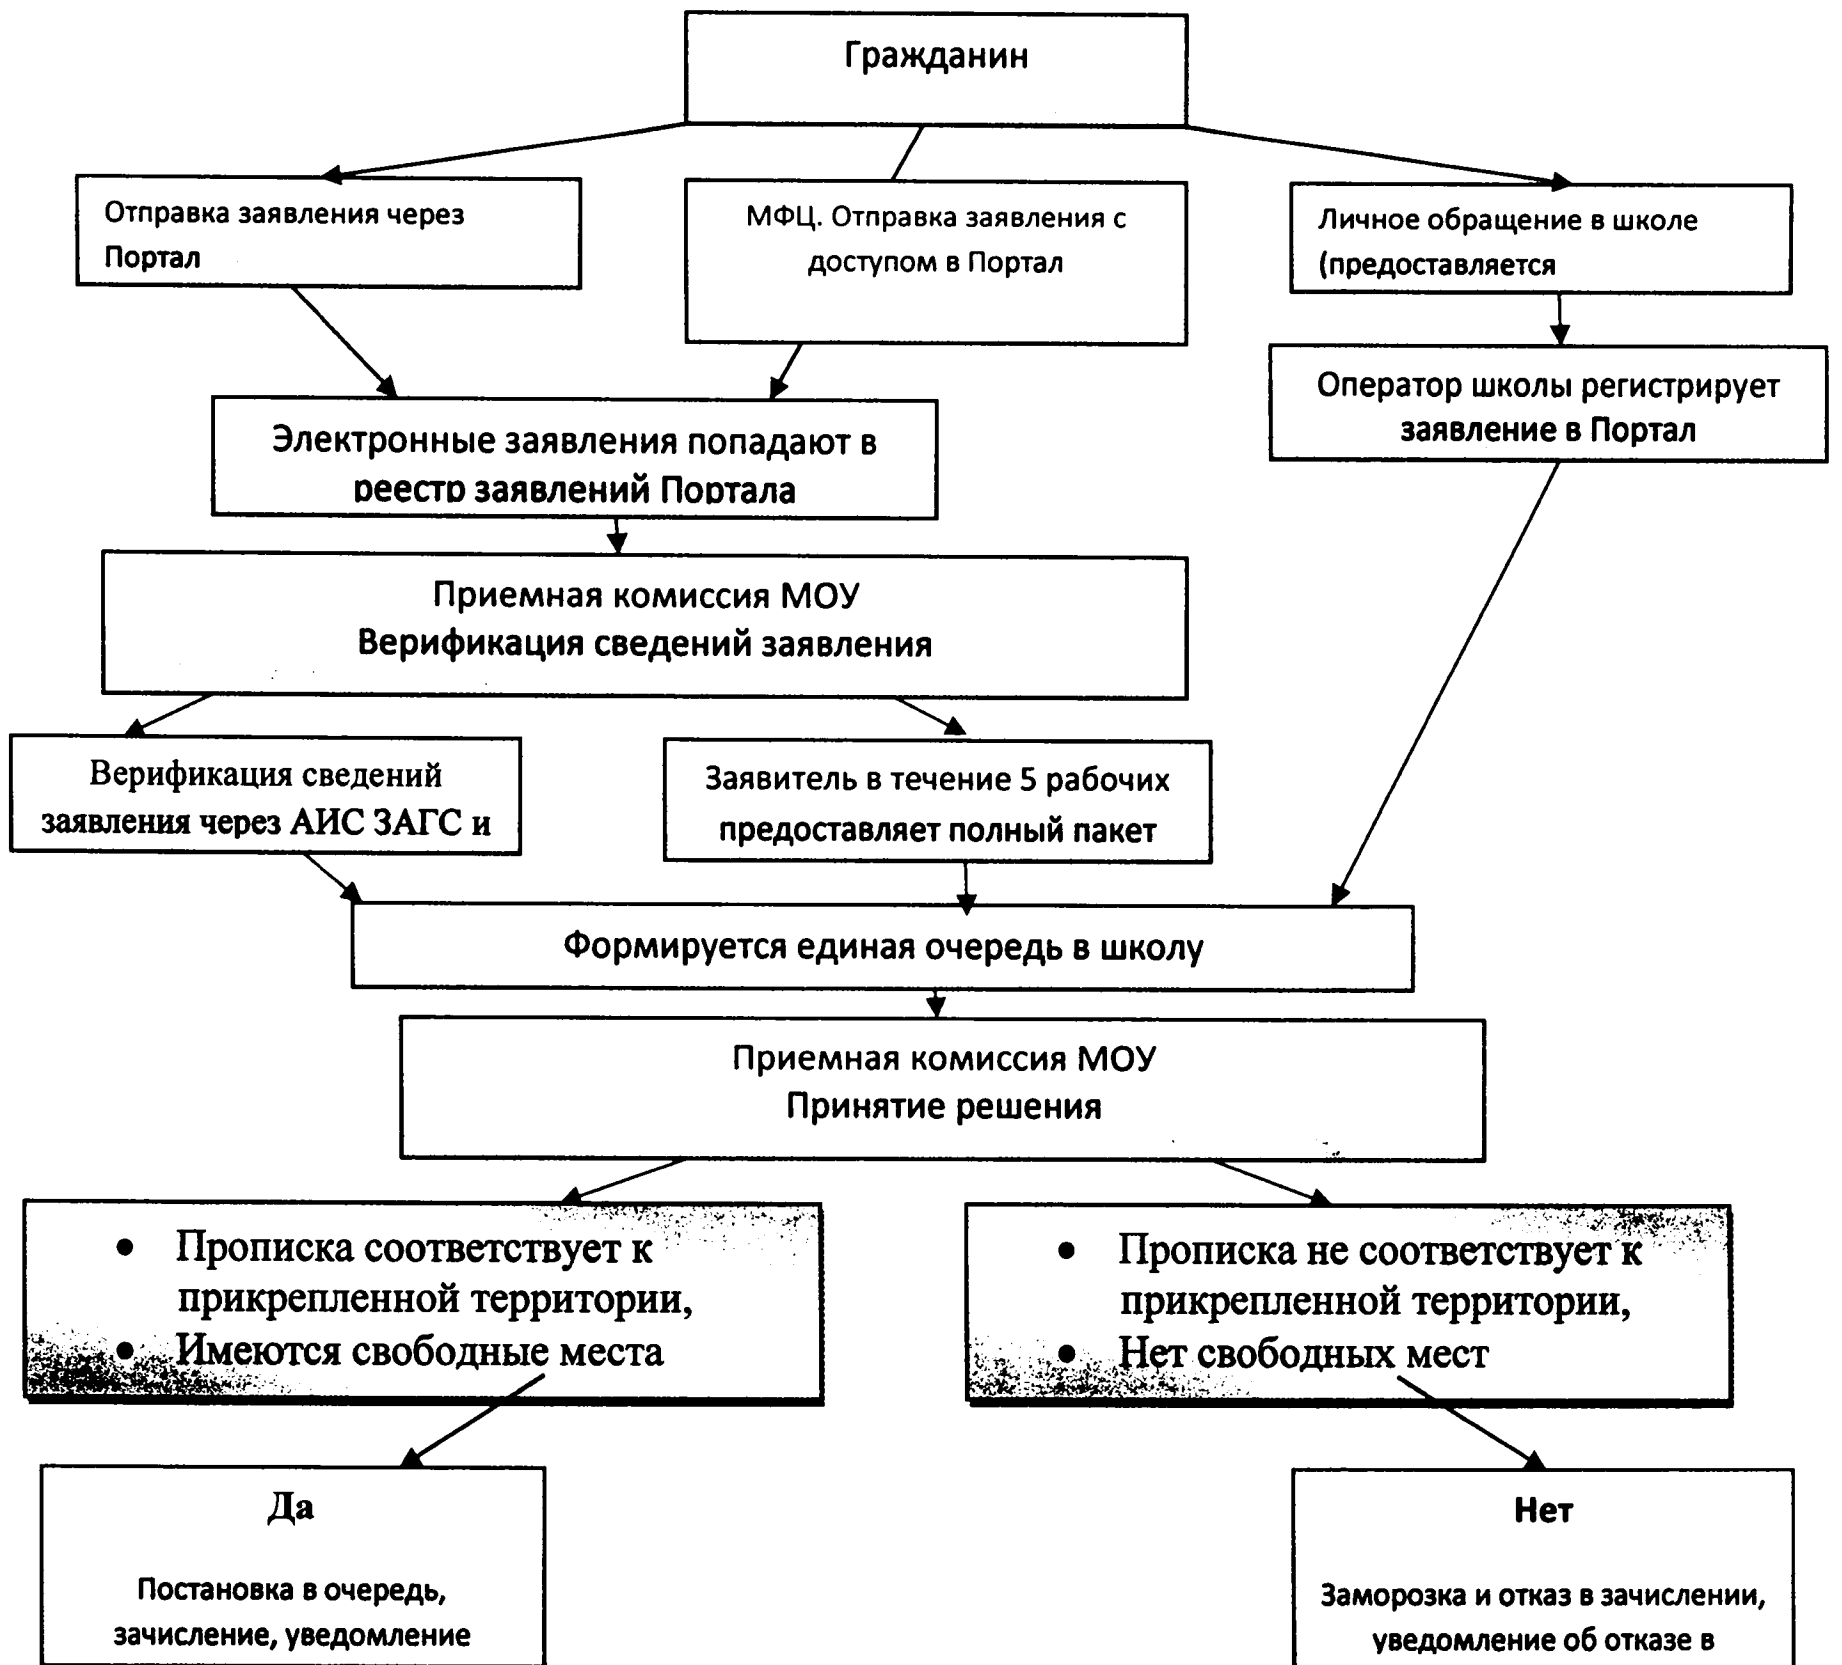 Гражданин
Отправка заявления через
Портал
МФЦ. Отправка заявления с
доступом в Портал
Личное обращение в школе
(предоставляется
Оператор школы регистрирует
заявление в Портал
Электронные заявления попадают в
реестр заявлений Портала
Приемная комиссия МОУ
Верификация сведений заявления
Верификация сведений
заявления через АИС ЗАГС и
Заявитель в течение 5 рабочих
предоставляет полный пакет
Формируется единая очередь в школу
Приемная комиссия МОУ
Принятие решения
• Прописка соответствует к
прикрепленной территории,
• Имеются свободные места
• Прописка не соответствует к
прикрепленной территории,
• Нет свободных мест
Да
Постановка в очередь,
зачисление, уведомление
Нет
Заморозка и отказ в зачислении,
уведомление об отказе в